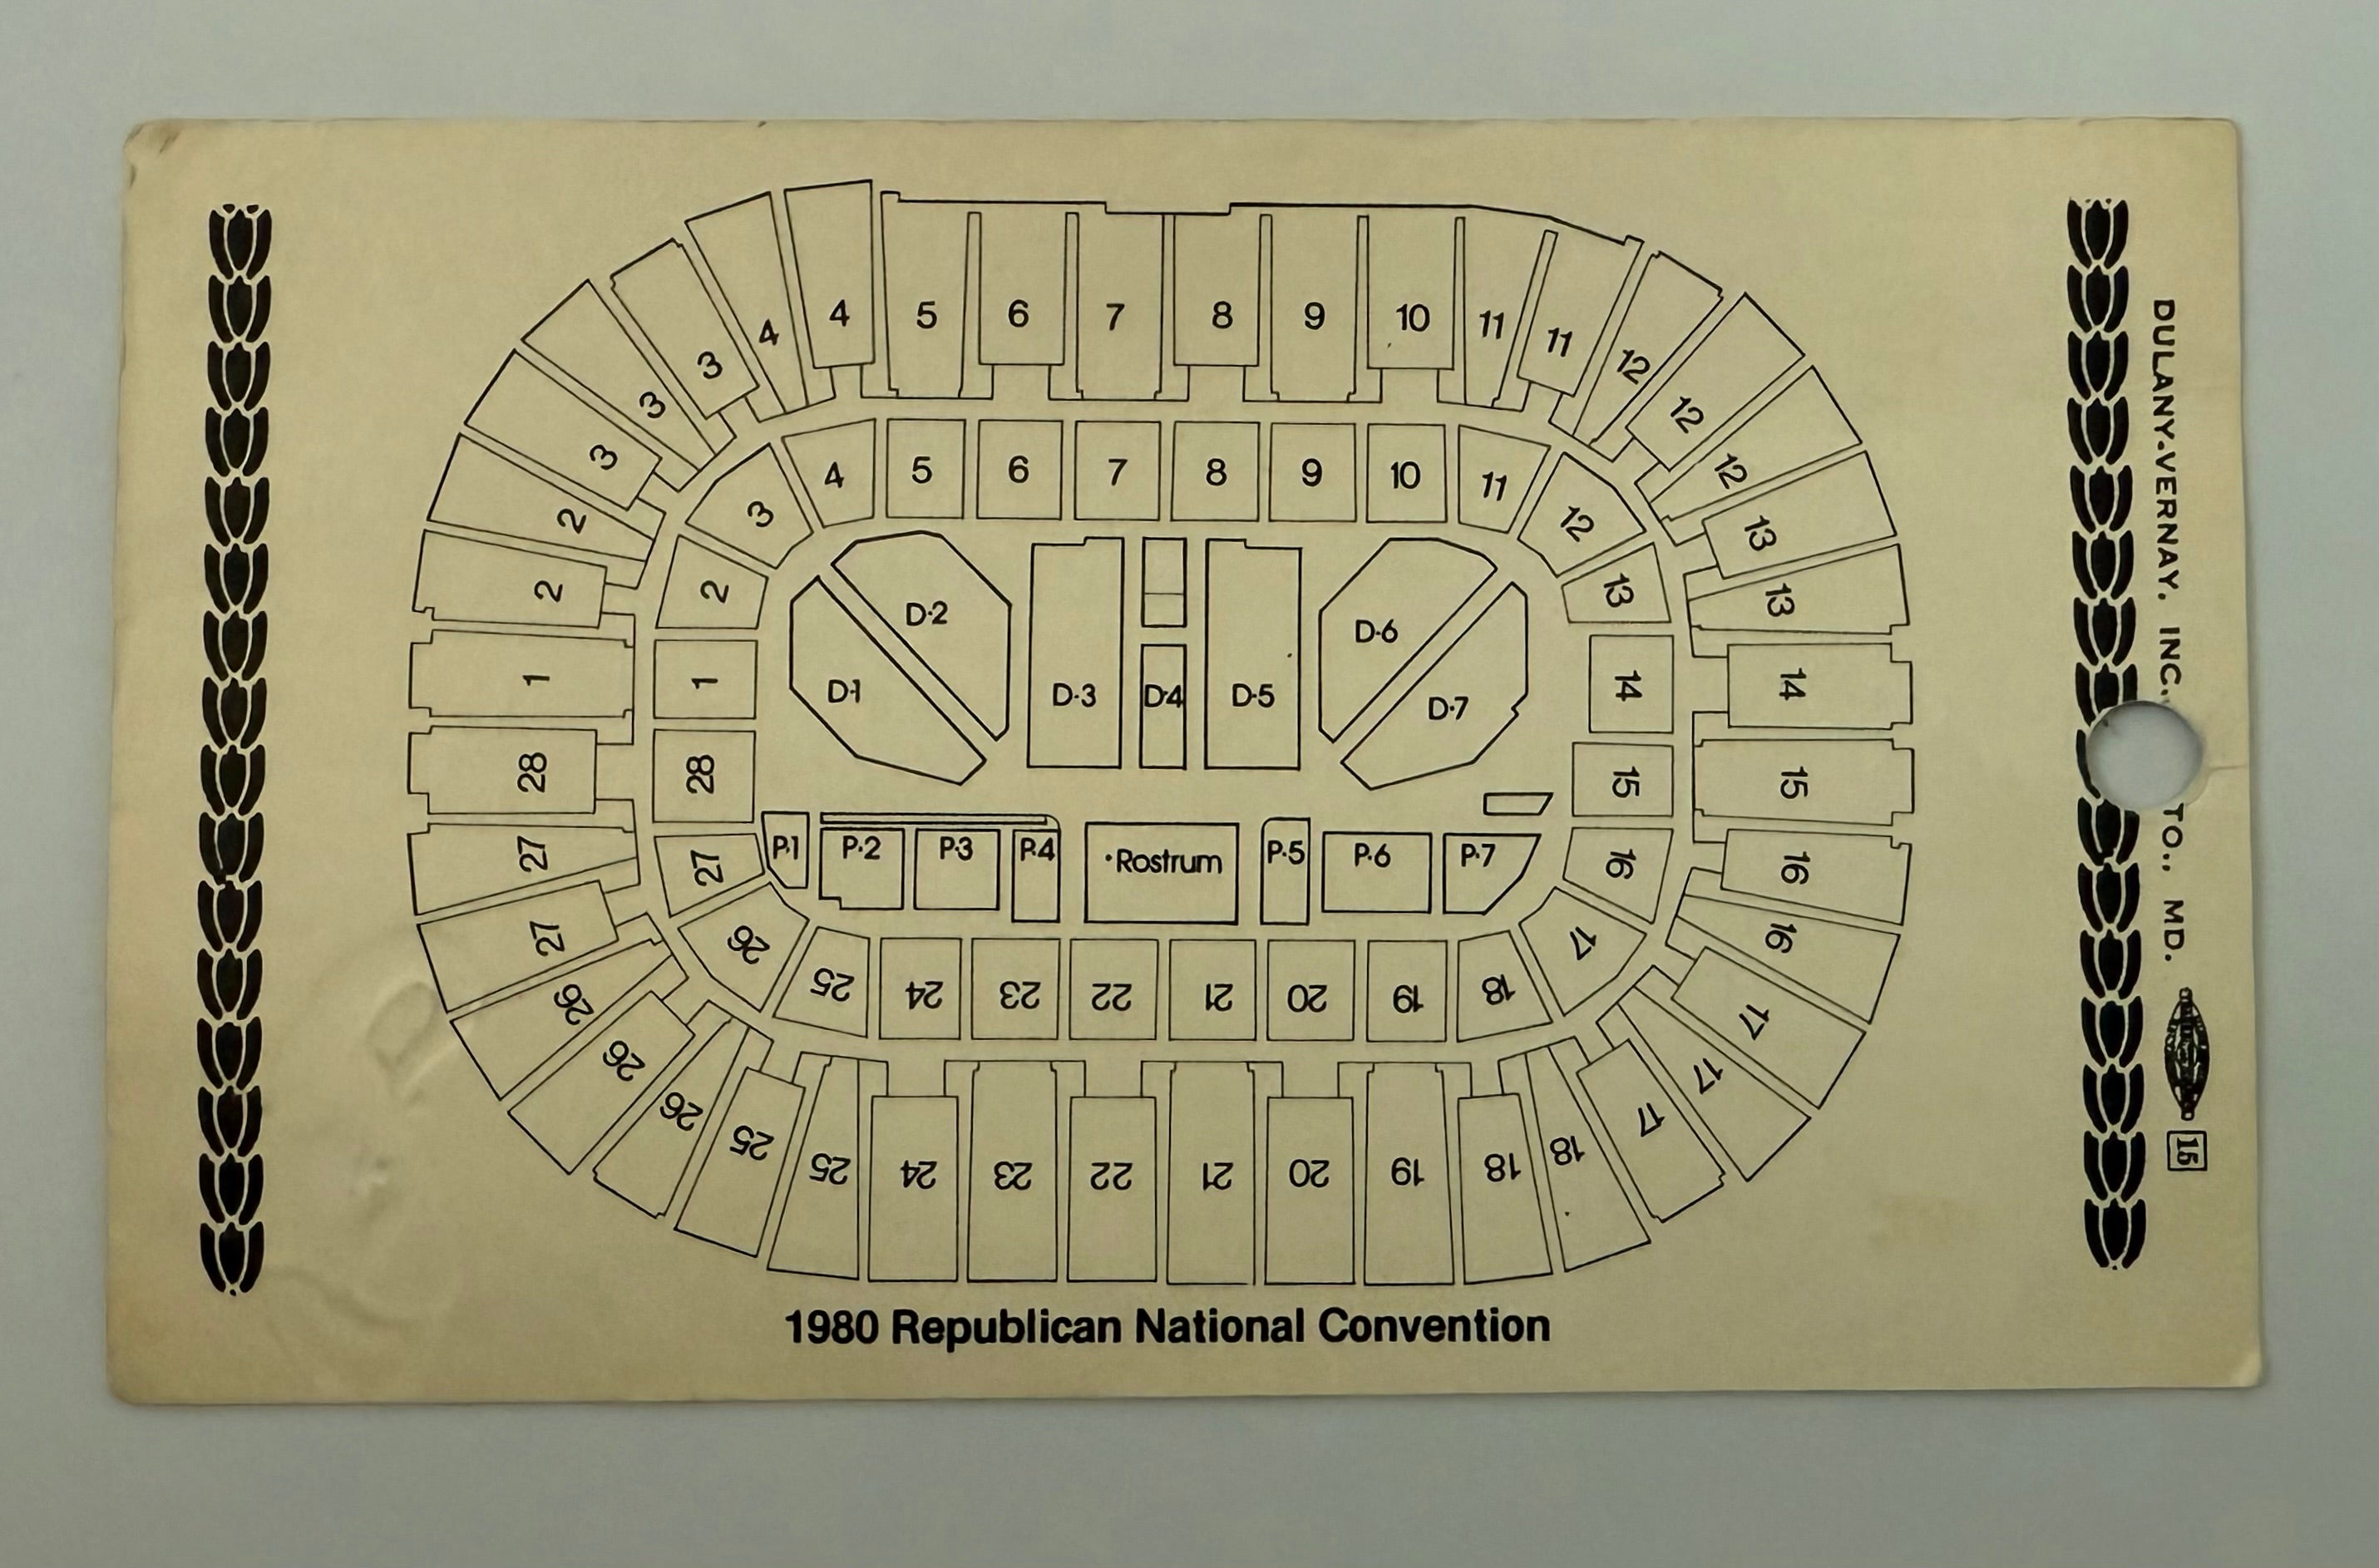 4 4 5 6 7 8 9 10 11 11
3 3 3 12 12 12
2 2 13 13
1 14
28 15
27 27 16 16
26 26 26 17 17 17
25 25 24 23 22 21 20 19 18 18
3 4 5 6 7 8 9 10 11 12
2 13
1 14
28 15
27 16
26 25 24 23 22 21 20 19 18 17
D-1 D-2 D-3 D-4 D-5 D-6 D-7
P-1 P-2 P-3 P-4 •Rostrum P-5 P-6 P-7
1980 Republican National Convention
DULANY-VERNAY, INC., TO., MD.
15